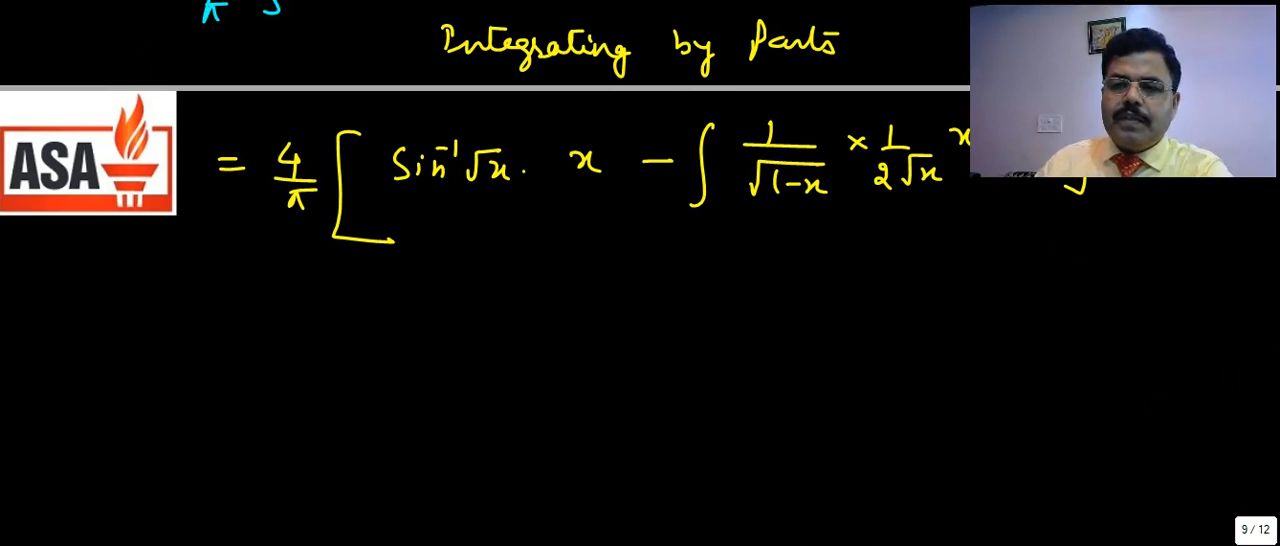 π
Integrating by Parts
ASA
= 4/π [ Sin⁻¹√x . x − ∫ 1/√(1−x) × 1/2√x x
9 / 12